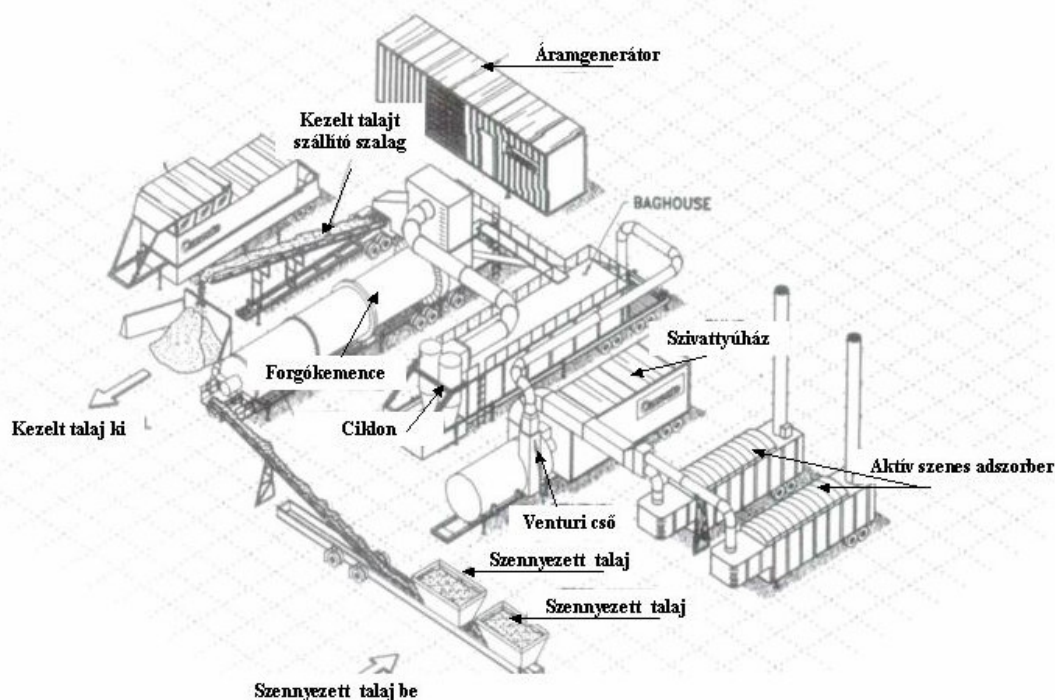 Áramgenerátor
Kezelt talajt
szállító szalag
BAGHOUSE
Szivattyúház
Forgókemence
Ciklon
Kezelt talaj ki
L
Aktív szenes adszorber
Venturi cső
Szennyezett talaj
Szennyezett talaj
Szennyezett talaj be